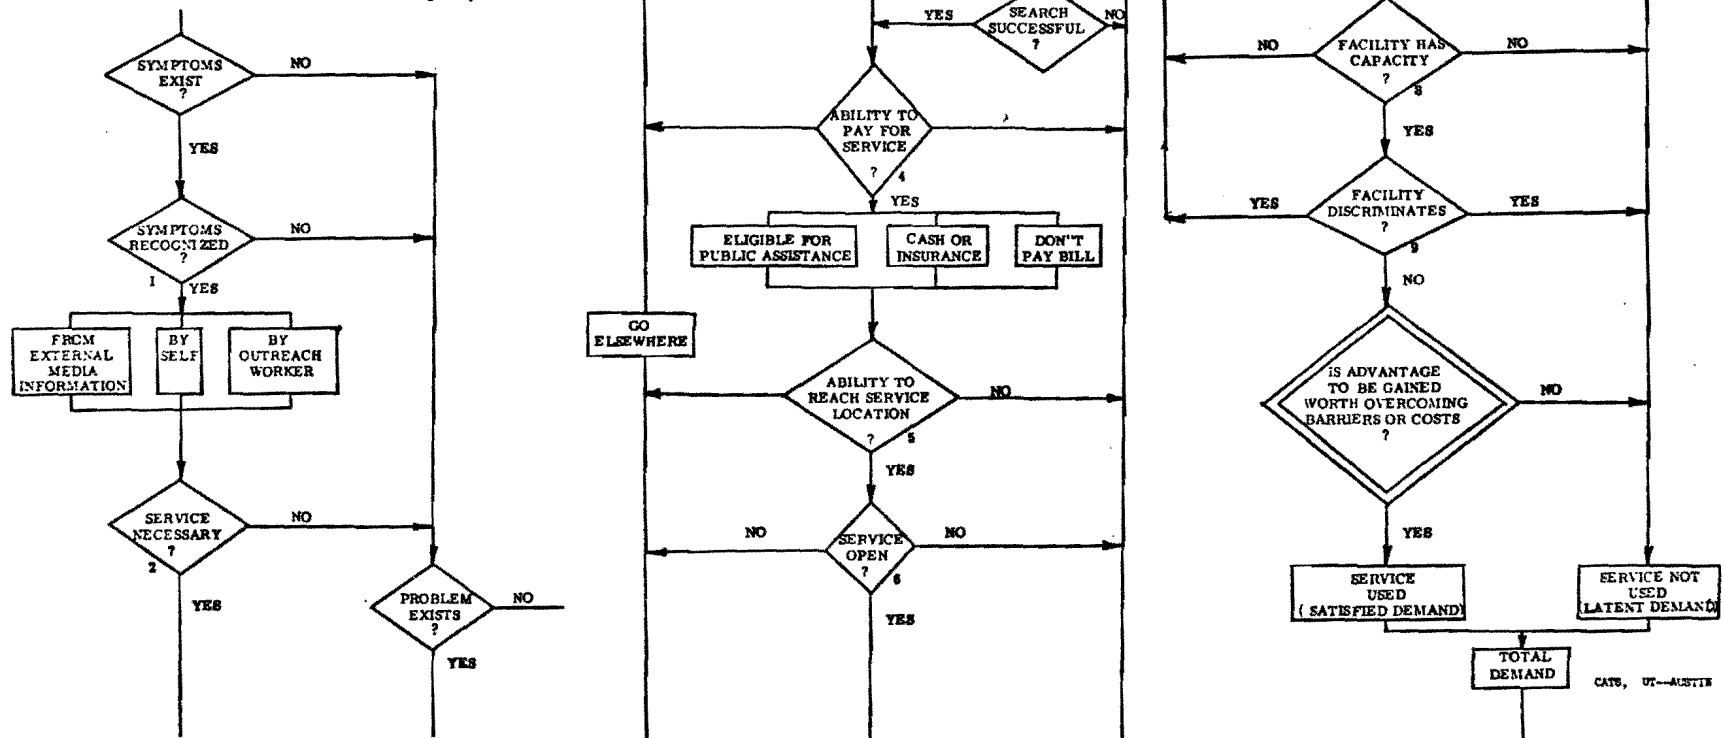 SYMPTOMS
EXIST
?
NO
YES
SYMPTOMS
RECOGNIZED
?
1
NO
YES
FROM
EXTERNAL
MEDIA
INFORMATION
BY
SELF
BY
OUTREACH
WORKER
SERVICE
NECESSARY
?
2
NO
YES
PROBLEM
EXISTS
?
NO
YES
SEARCH
SUCCESSFUL
?
YES
NO
ABILITY TO
PAY FOR
SERVICE
?
4
YES
ELIGIBLE FOR
PUBLIC ASSISTANCE
CASH OR
INSURANCE
DON'T
PAY BILL
GO
ELSEWHERE
ABILITY TO
REACH SERVICE
LOCATION
?
5
NO
YES
SERVICE
OPEN
?
6
NO
NO
YES
FACILITY HAS
CAPACITY
?
8
NO
NO
YES
FACILITY
DISCRIMINATES
?
9
YES
YES
NO
IS ADVANTAGE
TO BE GAINED
WORTH OVERCOMING
BARRIERS OR COSTS
?
NO
YES
SERVICE
USED
( SATISFIED DEMAND)
SERVICE NOT
USED
(LATENT DEMAND)
TOTAL
DEMAND
CATS, UT--AUSTIN